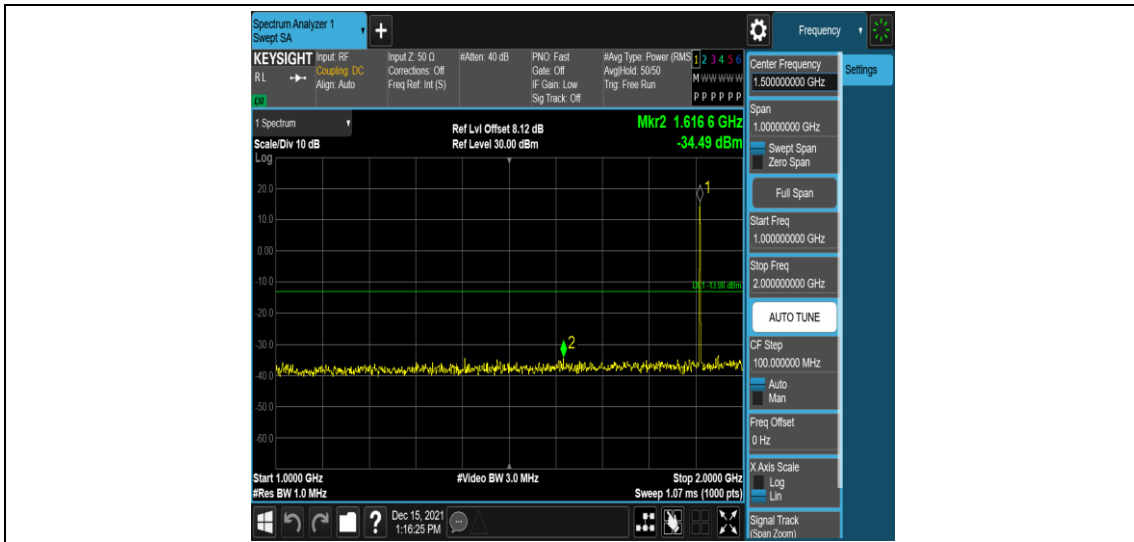 Spectrum Analyzer 1
Swept SA
Frequency
KEYSIGHT
RL
LXI
Input: RF
Coupling: DC
Align: Auto
Input Z: 50 Ω
Corrections: Off
Freq Ref: Int (S)
#Atten: 40 dB
PNO: Fast
Gate: Off
IF Gain: Low
Sig Track: Off
#Avg Type: Power (RMS
Avg|Hold: 50/50
Trig: Free Run
1 2 3 4 5 6
M W W W W W
P P P P P P
1 Spectrum
Scale/Div 10 dB
Log
Ref Lvl Offset 8.12 dB
Ref Level 30.00 dBm
Mkr2 1.616 6 GHz
-34.49 dBm
20.0
10.0
0.00
-10.0
-20.0
-30.0
-40.0
-50.0
-60.0
1
DL1 -13.00 dBm
2
Start 1.0000 GHz
#Res BW 1.0 MHz
#Video BW 3.0 MHz
Stop 2.0000 GHz
Sweep 1.07 ms (1000 pts)
Center Frequency
1.500000000 GHz
Settings
Span
1.00000000 GHz
Swept Span
Zero Span
Full Span
Start Freq
1.000000000 GHz
Stop Freq
2.000000000 GHz
AUTO TUNE
CF Step
100.000000 MHz
Auto
Man
Freq Offset
0 Hz
X Axis Scale
Log
Lin
Signal Track
(Span Zoom)
?
Dec 15, 2021
1:16:25 PM